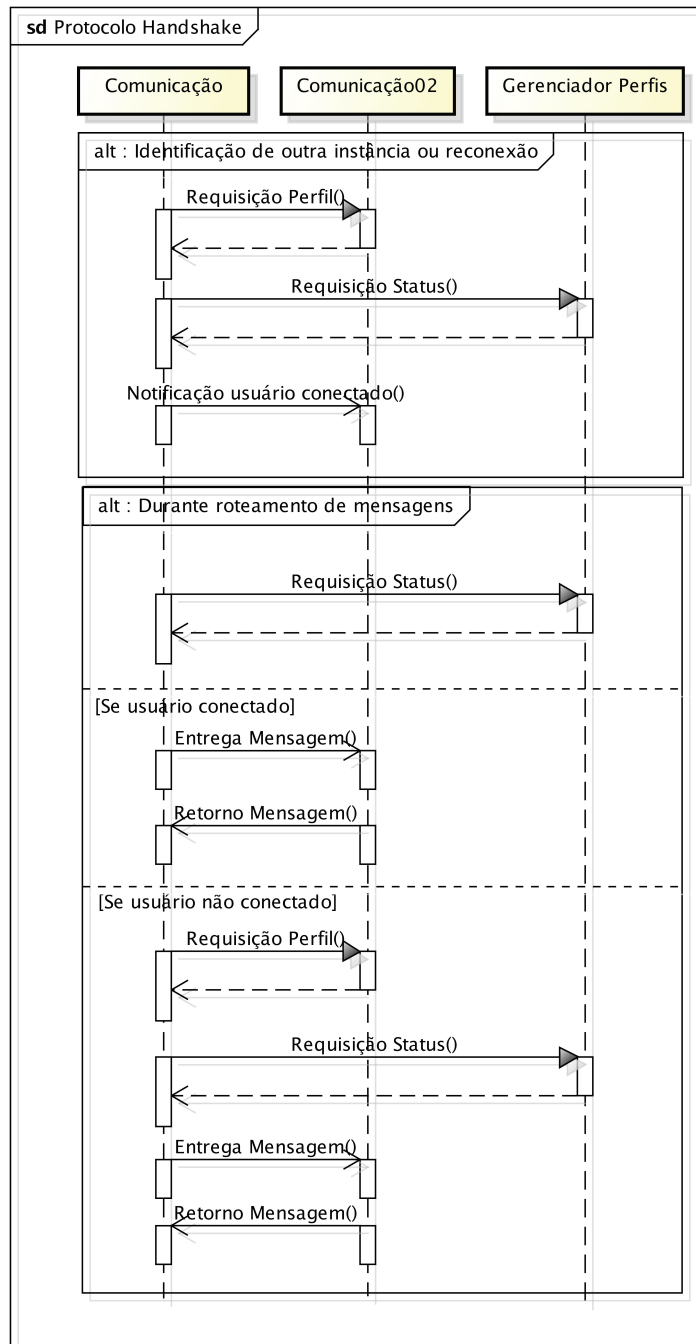 sd Protocolo Handshake
Comunicação
Comunicação02
Gerenciador Perfis
alt : Identificação de outra instância ou reconexão
Requisição Perfil()
Requisição Status()
Notificação usuário conectado()
alt : Durante roteamento de mensagens
Requisição Status()
[Se usuário conectado]
Entrega Mensagem()
Retorno Mensagem()
[Se usuário não conectado]
Requisição Perfil()
Requisição Status()
Entrega Mensagem()
Retorno Mensagem()